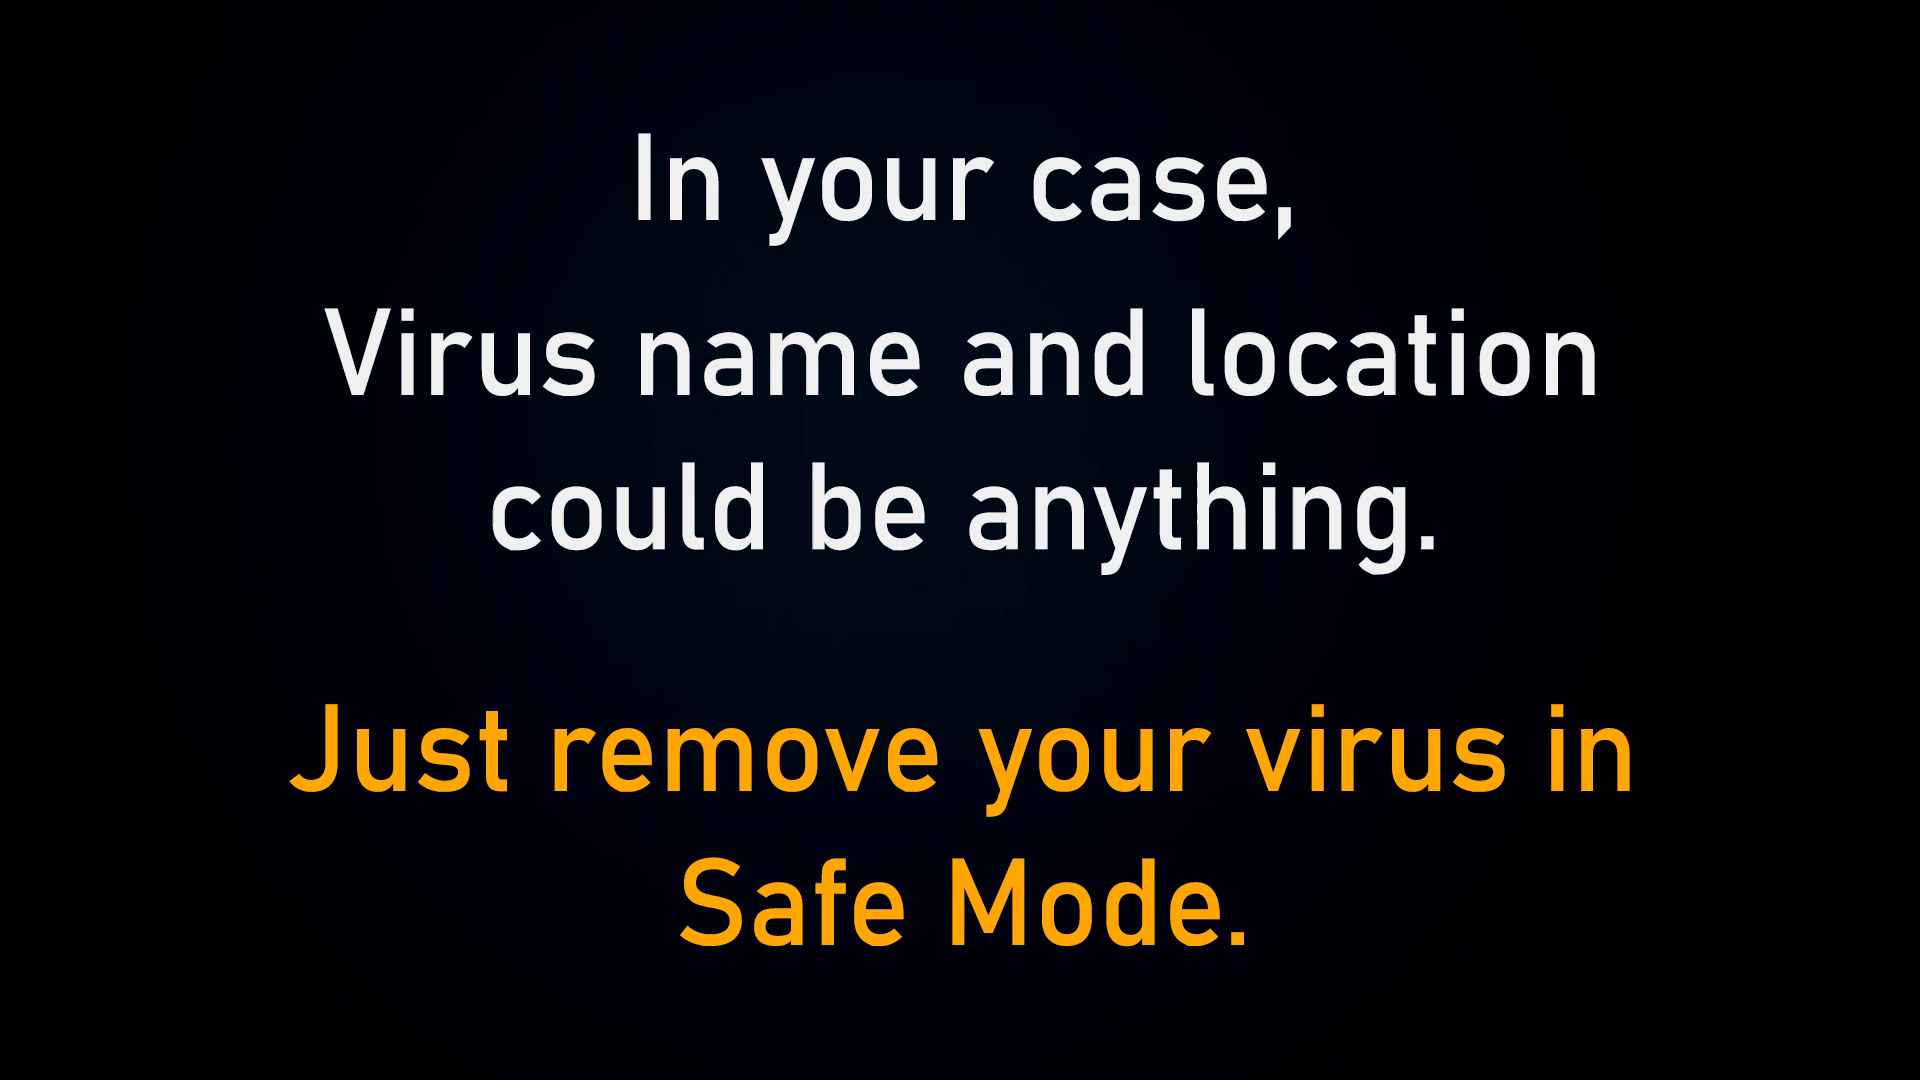 In your case,
Virus name and location
could be anything.
Just remove your virus in
Safe Mode.